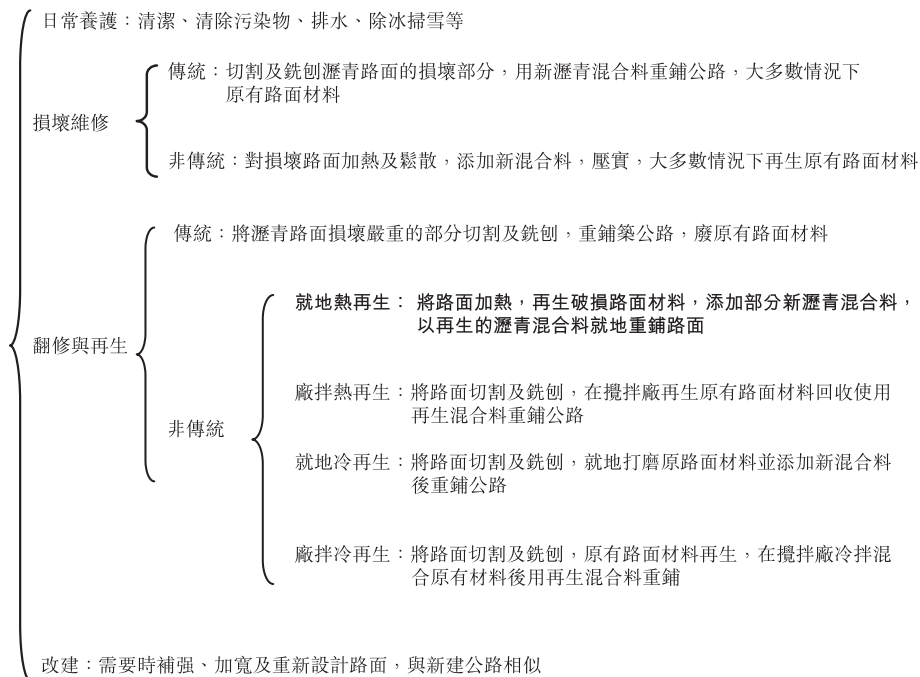 日常養護：清潔、清除污染物、排水、除冰掃雪等
傳統：切割及銑刨瀝青路面的損壞部分，用新瀝青混合料重鋪公路，大多數情況下
原有路面材料
損壞維修
非傳統：對損壞路面加熱及鬆散，添加新混合料，壓實，大多數情況下再生原有路面材料
傳統：將瀝青路面損壞嚴重的部分切割及銑刨，重鋪築公路，廢原有路面材料
就地熱再生： 將路面加熱，再生破損路面材料，添加部分新瀝青混合料，
以再生的瀝青混合料就地重鋪路面
翻修與再生
廠拌熱再生：將路面切割及銑刨，在攪拌廠再生原有路面材料回收使用
再生混合料重鋪公路
非傳統
就地冷再生：將路面切割及銑刨，就地打磨原路面材料並添加新混合料
後重鋪公路
廠拌冷再生：將路面切割及銑刨，原有路面材料再生，在攪拌廠冷拌混
合原有材料後用再生混合料重鋪
改建：需要時補强、加寬及重新設計路面，與新建公路相似